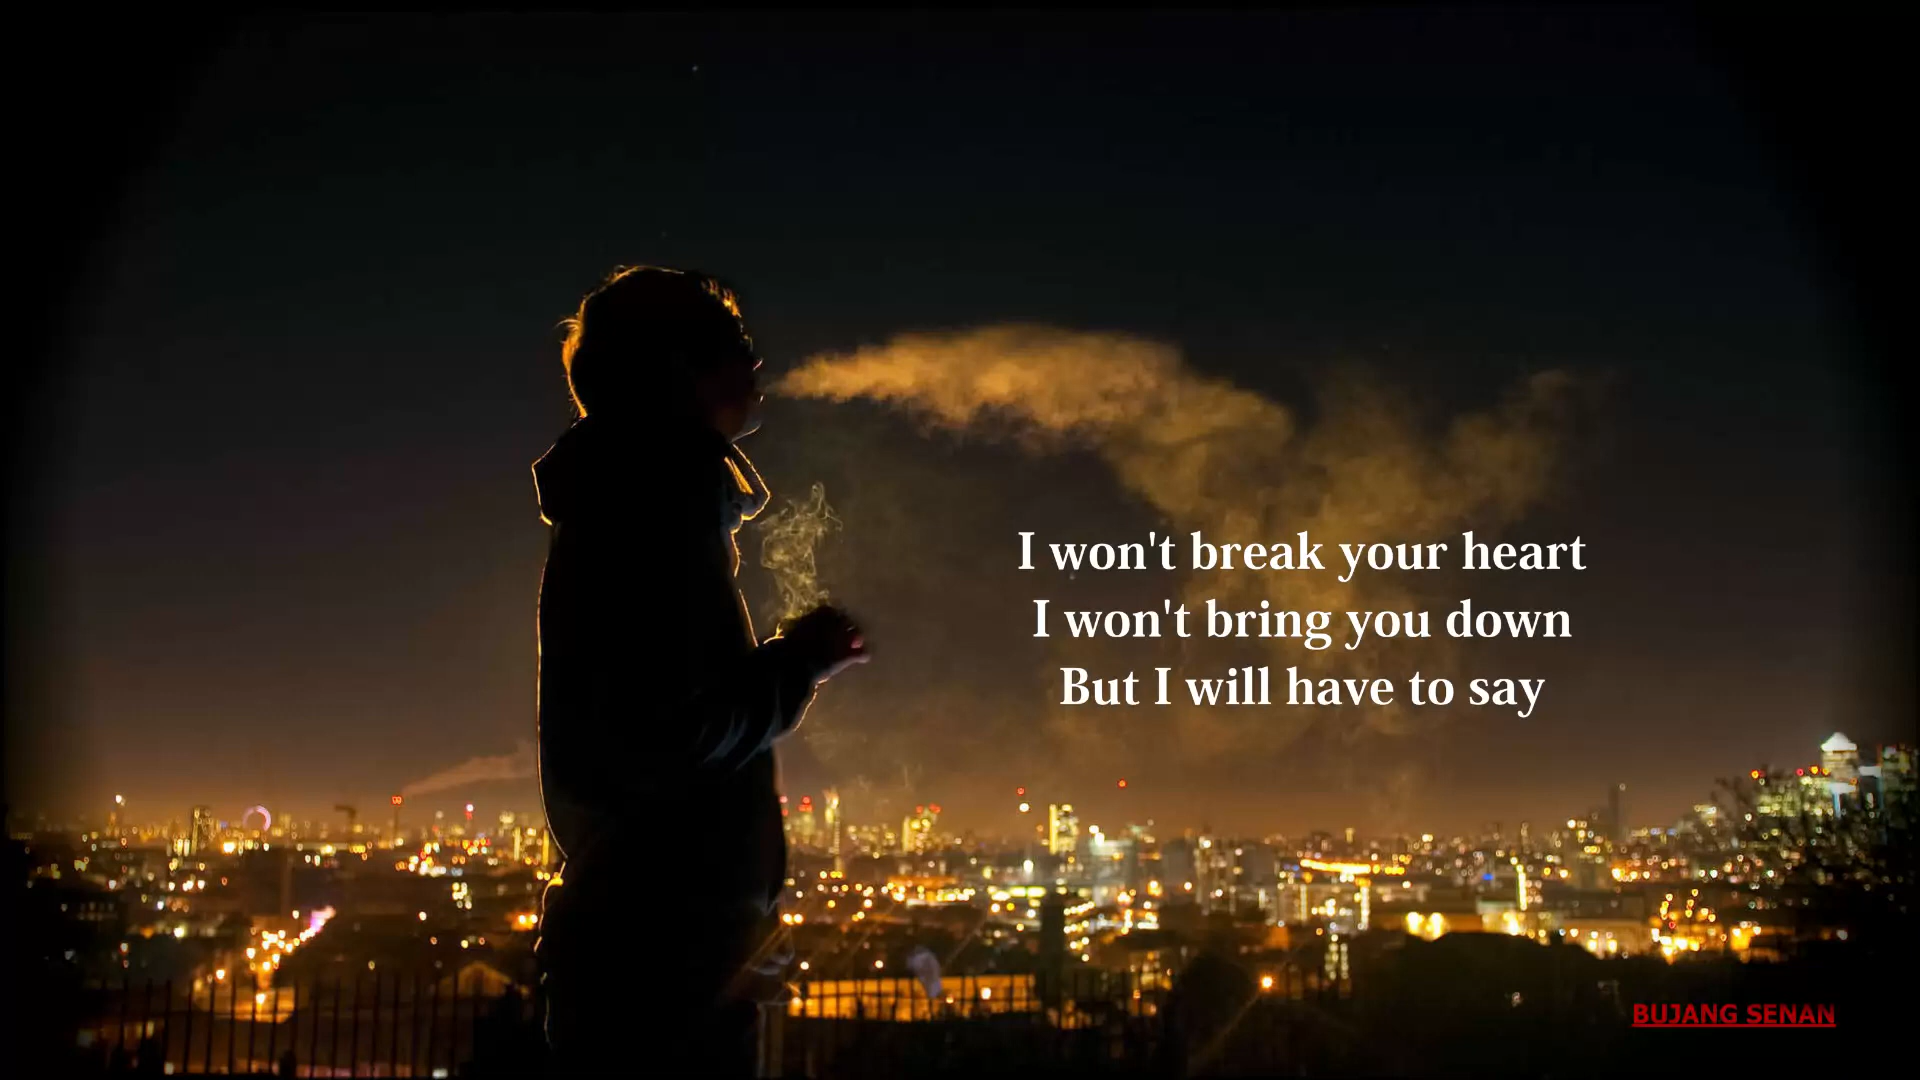 I won't break your heart
I won't bring you down
But I will have to say
BUJANG SENAN